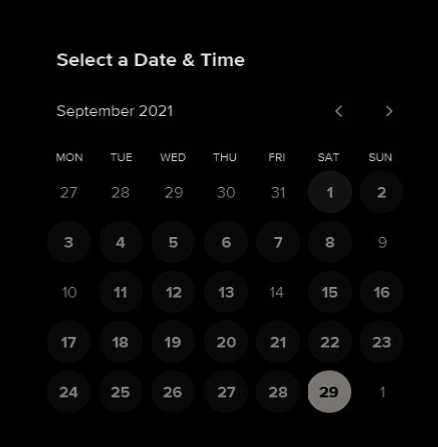 Select a Date & Time
September 2021
MON TUE WED THU FRI SAT SUN
27 28 29 30 31 1 2
3 4 5 6 7 8 9
10 11 12 13 14 15 16
17 18 19 20 21 22 23
24 25 26 27 28 29 1